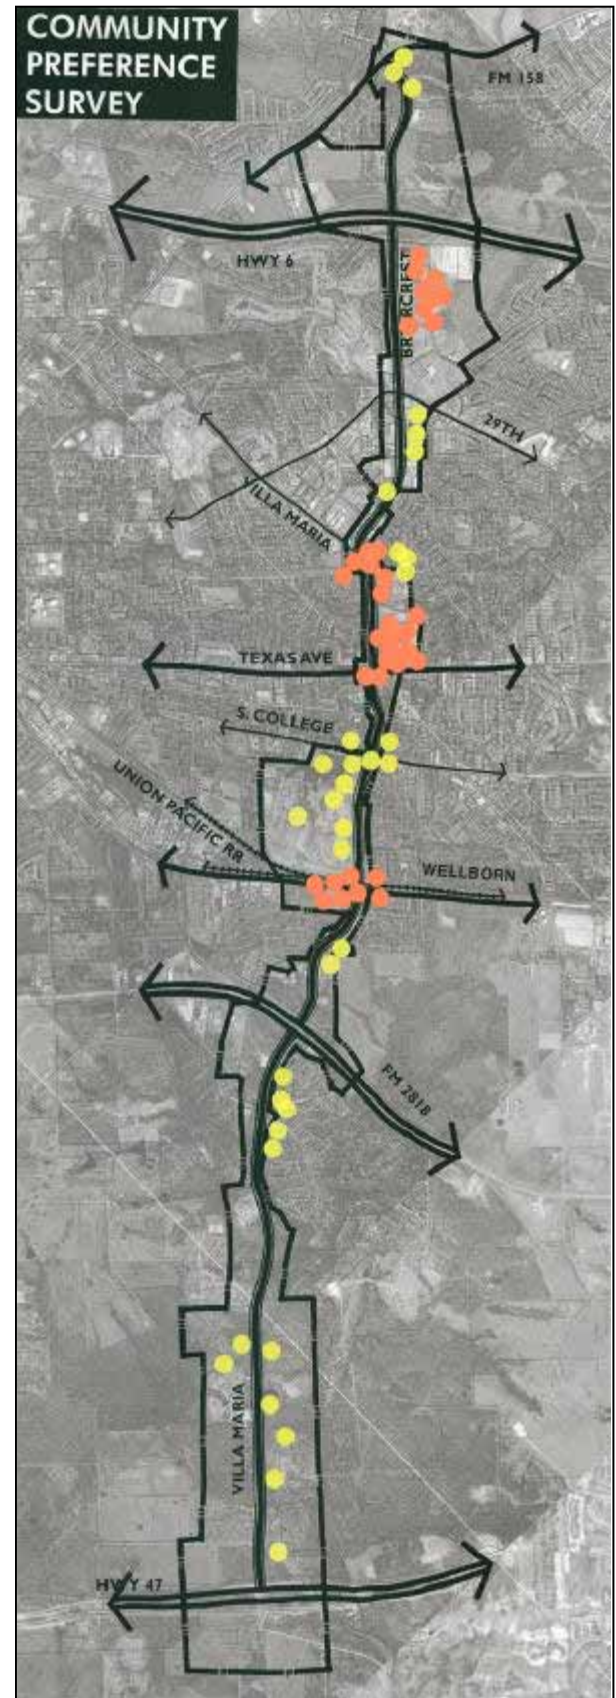 COMMUNITY
PREFERENCE
SURVEY
FM 158
HWY 6
29TH
VILLA MARIA
TEXAS AVE
S. COLLEGE
UNION PACIFIC RR
WELLBORN
FM 2818
VILLA MARIA
HWY 47